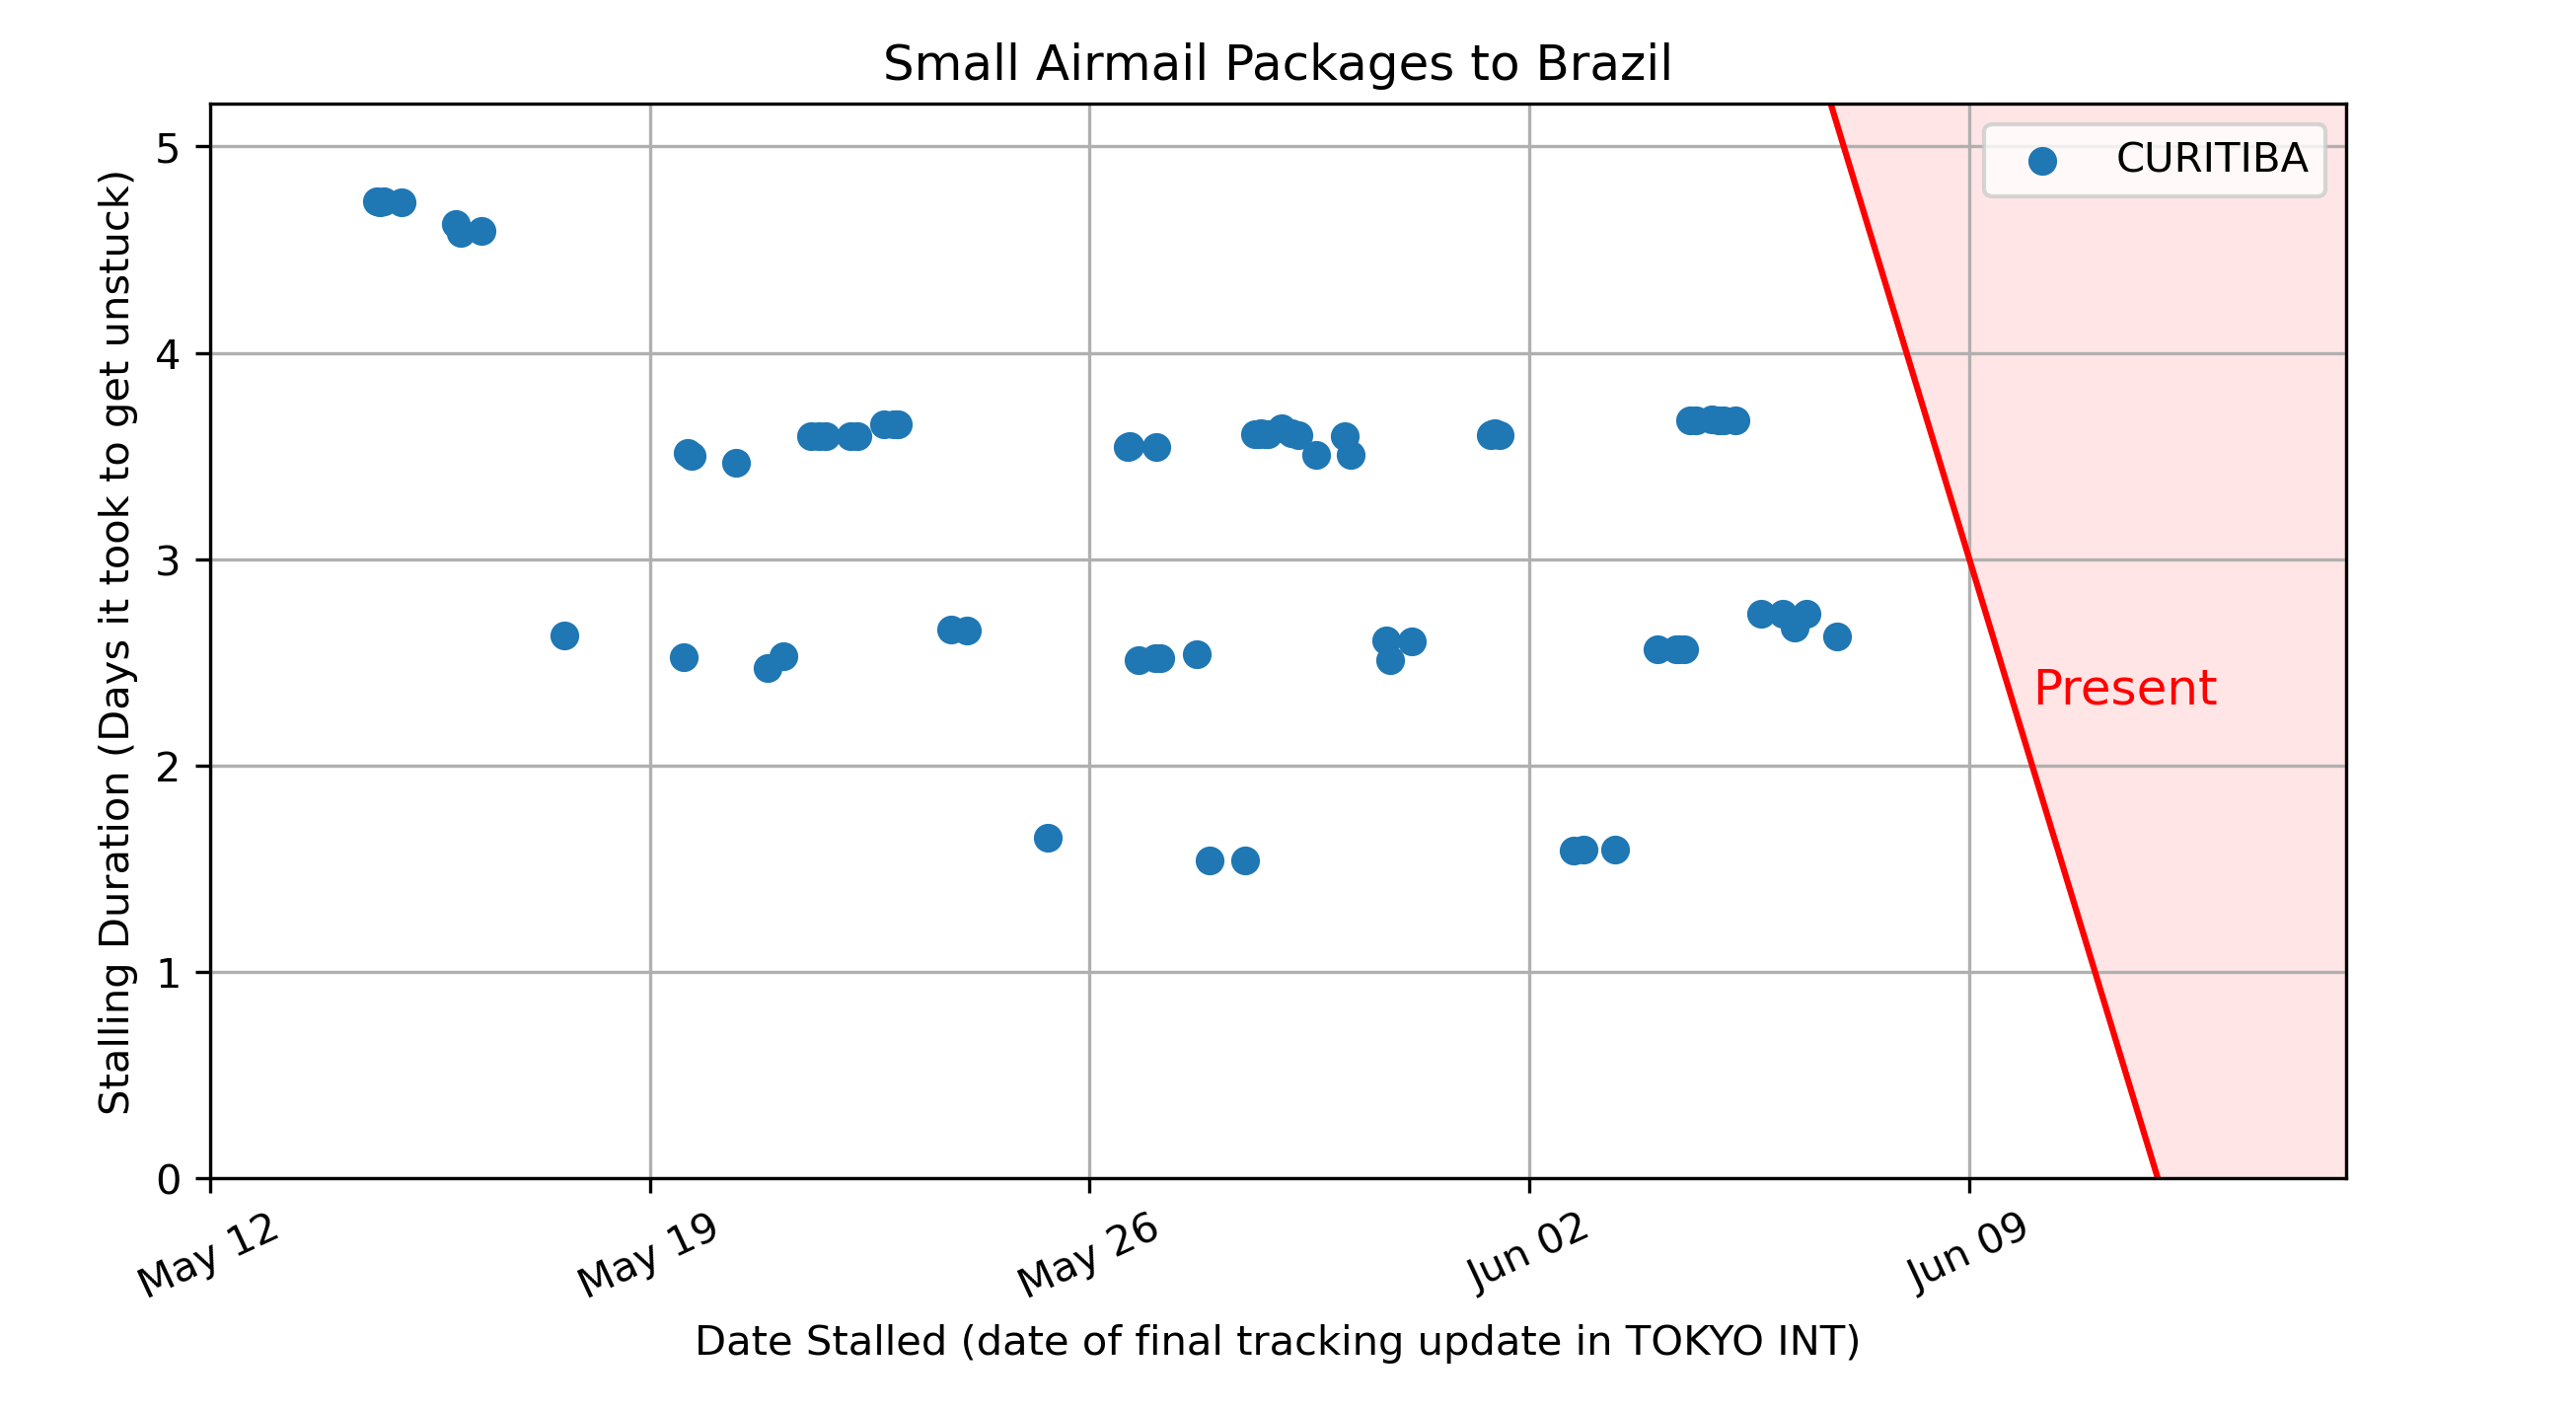 Small Airmail Packages to Brazil
CURITIBA
Present
Stalling Duration (Days it took to get unstuck)
5
4
3
2
1
0
May 12
May 19
May 26
Jun 02
Jun 09
Date Stalled (date of final tracking update in TOKYO INT)